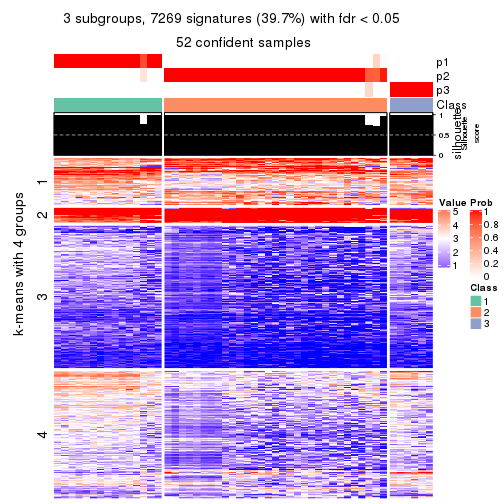 3 subgroups, 7269 signatures (39.7%) with fdr < 0.05
52 confident samples
p1
p2
p3
Class
1
0.5
0
silhouette
Silhouette
score
k-means with 4 groups
1
2
3
4
Value
5
4
3
2
1
Prob
1
0.8
0.6
0.4
0.2
0
Class
1
2
3